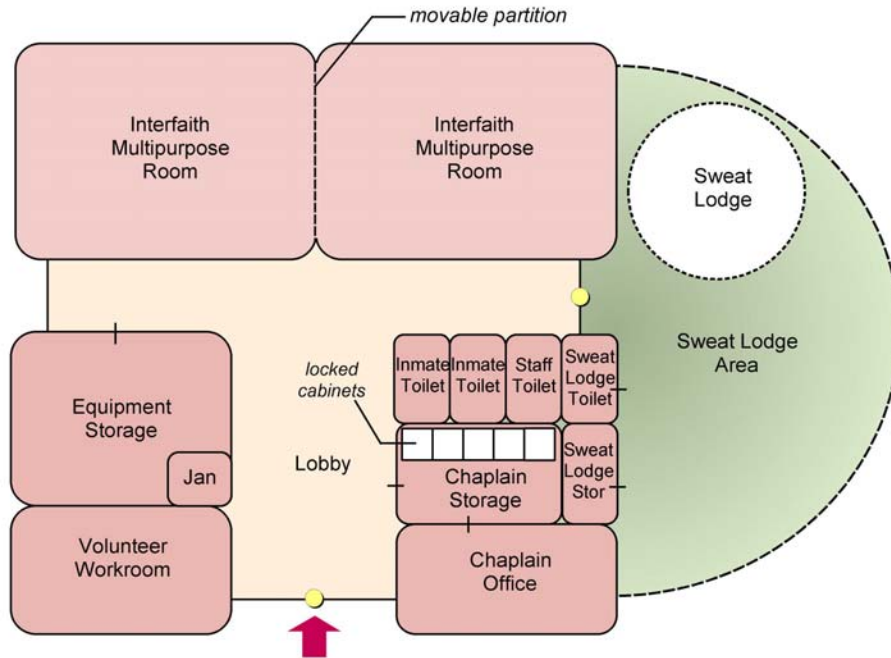 movable partition
Interfaith
Multipurpose
Room
Interfaith
Multipurpose
Room
Sweat
Lodge
Sweat Lodge
Area
Inmate
Toilet
Inmate
Toilet
Staff
Toilet
Sweat
Lodge
Toilet
locked
cabinets
Equipment
Storage
Jan
Lobby
Chaplain
Storage
Sweat
Lodge
Stor
Volunteer
Workroom
Chaplain
Office